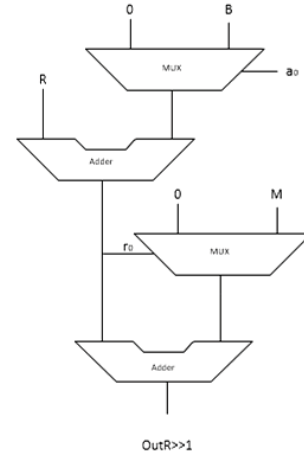 0 B
MUX
a₀
R
Adder
0 M
r₀
MUX
Adder
OutR>>1